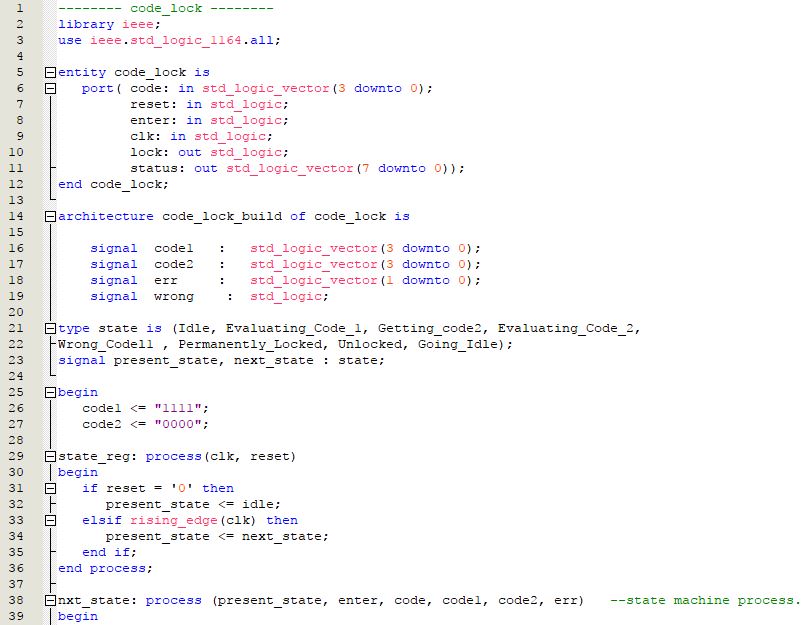 1 -------- code_lock --------
2 library ieee;
3 use ieee.std_logic_1164.all;
4
5 entity code_lock is
6 port( code: in std_logic_vector(3 downto 0);
7 reset: in std_logic;
8 enter: in std_logic;
9 clk: in std_logic;
10 lock: out std_logic;
11 status: out std_logic_vector(7 downto 0));
12 end code_lock;
13
14 architecture code_lock_build of code_lock is
15
16 signal code1 : std_logic_vector(3 downto 0);
17 signal code2 : std_logic_vector(3 downto 0);
18 signal err : std_logic_vector(1 downto 0);
19 signal wrong : std_logic;
20
21 type state is (Idle, Evaluating_Code_1, Getting_code2, Evaluating_Code_2,
22 Wrong_Code11 , Permanently_Locked, Unlocked, Going_Idle);
23 signal present_state, next_state : state;
24
25 begin
26 code1 <= "1111";
27 code2 <= "0000";
28
29 state_reg: process(clk, reset)
30 begin
31 if reset = '0' then
32 present_state <= idle;
33 elsif rising_edge(clk) then
34 present_state <= next_state;
35 end if;
36 end process;
37
38 nxt_state: process (present_state, enter, code, code1, code2, err) --state machine process.
39 begin